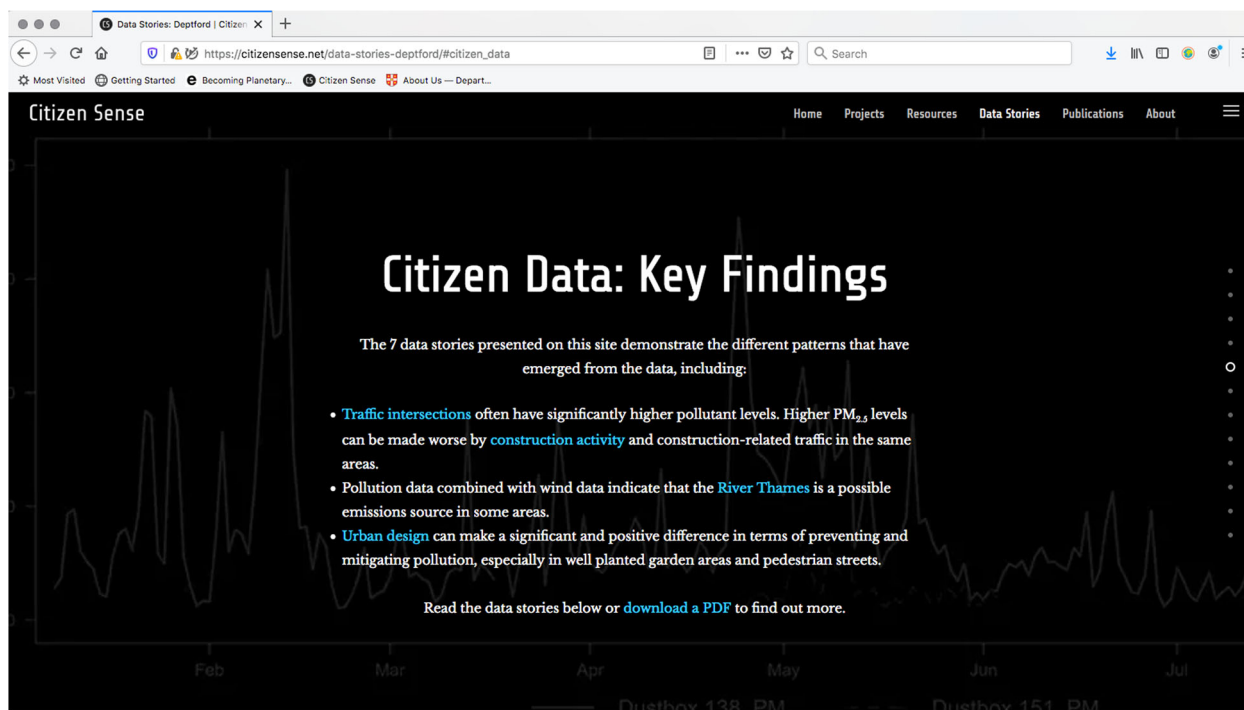 Data Stories: Deptford | Citizen
https://citizensense.net/data-stories-deptford/#citizen_data
Search
Most Visited Getting Started Becoming Planetary... Citizen Sense About Us — Depart...
Citizen Sense
Home Projects Resources Data Stories Publications About
Citizen Data: Key Findings
The 7 data stories presented on this site demonstrate the different patterns that have
emerged from the data, including:
• Traffic intersections often have significantly higher pollutant levels. Higher PM2.5 levels
can be made worse by construction activity and construction-related traffic in the same
areas.
• Pollution data combined with wind data indicate that the River Thames is a possible
emissions source in some areas.
• Urban design can make a significant and positive difference in terms of preventing and
mitigating pollution, especially in well planted garden areas and pedestrian streets.
Read the data stories below or download a PDF to find out more.
Feb Mar Apr May Jun Jul
Dustbox 138 PM Dustbox 151 PM